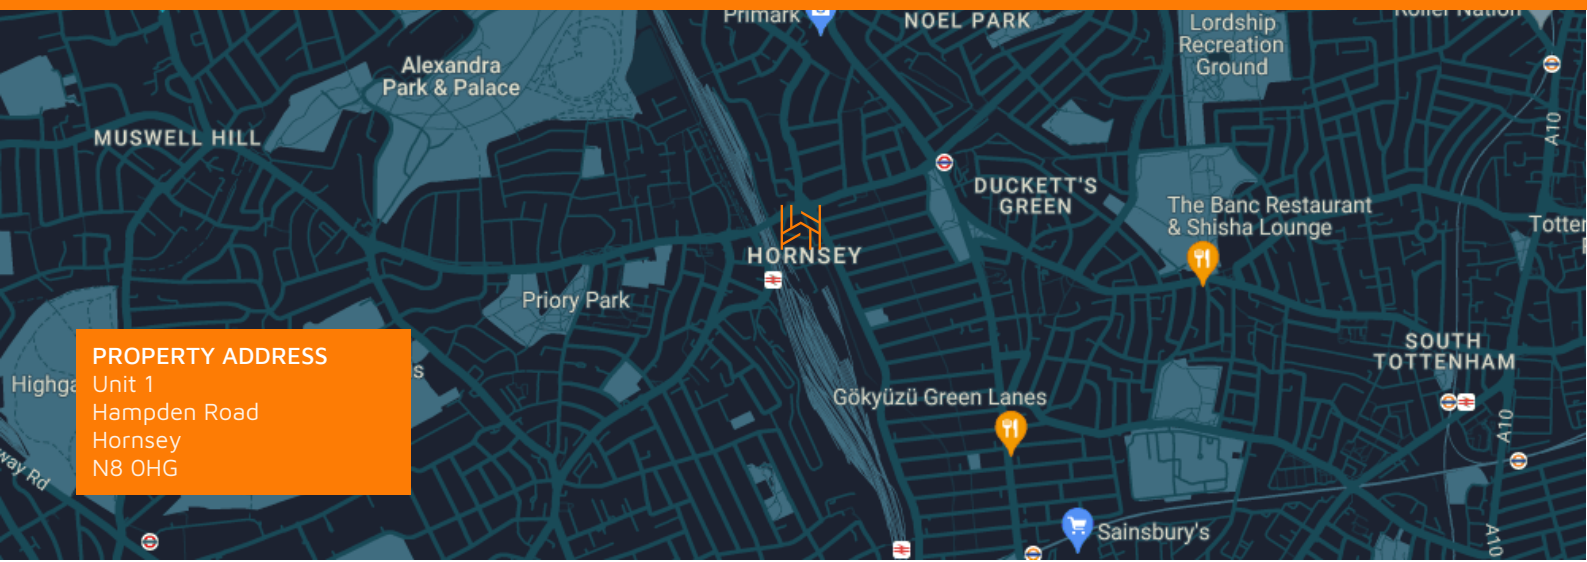 Primark
NOEL PARK
Lordship
Recreation
Ground
Roller Nation
Alexandra
Park & Palace
MUSWELL HILL
A10
DUCKETT'S
GREEN
The Banc Restaurant
& Shisha Lounge
HORNSEY
Priory Park
SOUTH
TOTTENHAM
PROPERTY ADDRESS
Unit 1
Hampden Road
Hornsey
N8 0HG
Gökyüzü Green Lanes
A10
Sainsbury's
A10